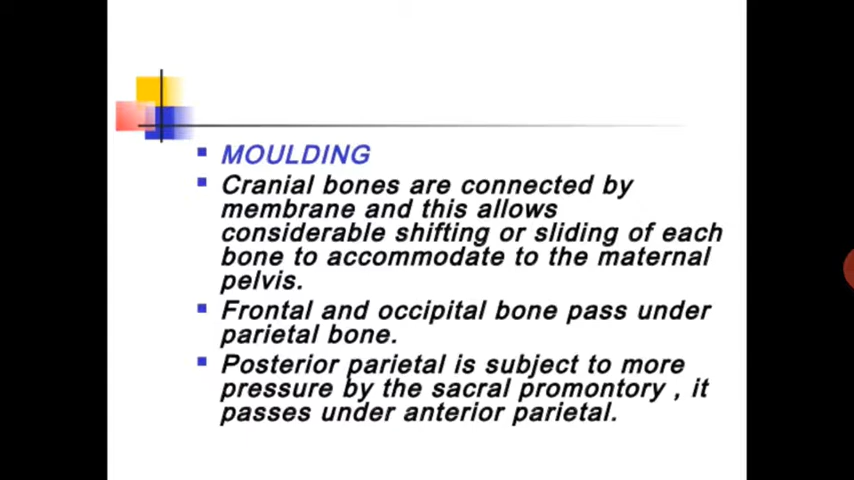 MOULDING
Cranial bones are connected by
membrane and this allows
considerable shifting or sliding of each
bone to accommodate to the maternal
pelvis.
Frontal and occipital bone pass under
parietal bone.
Posterior parietal is subject to more
pressure by the sacral promontory , it
passes under anterior parietal.